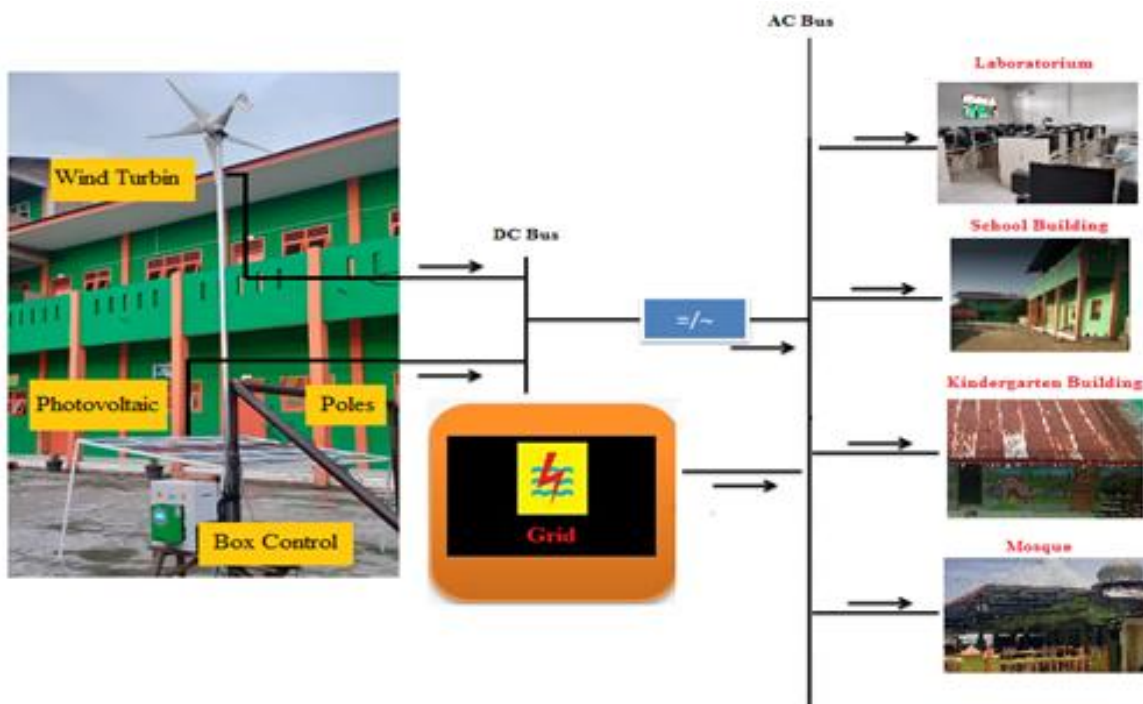 AC Bus
Laboratorium
Wind Turbin
School Building
DC Bus
=/~
Kindergarten Building
Photovoltaic
Poles
Grid
Box Control
Mosque